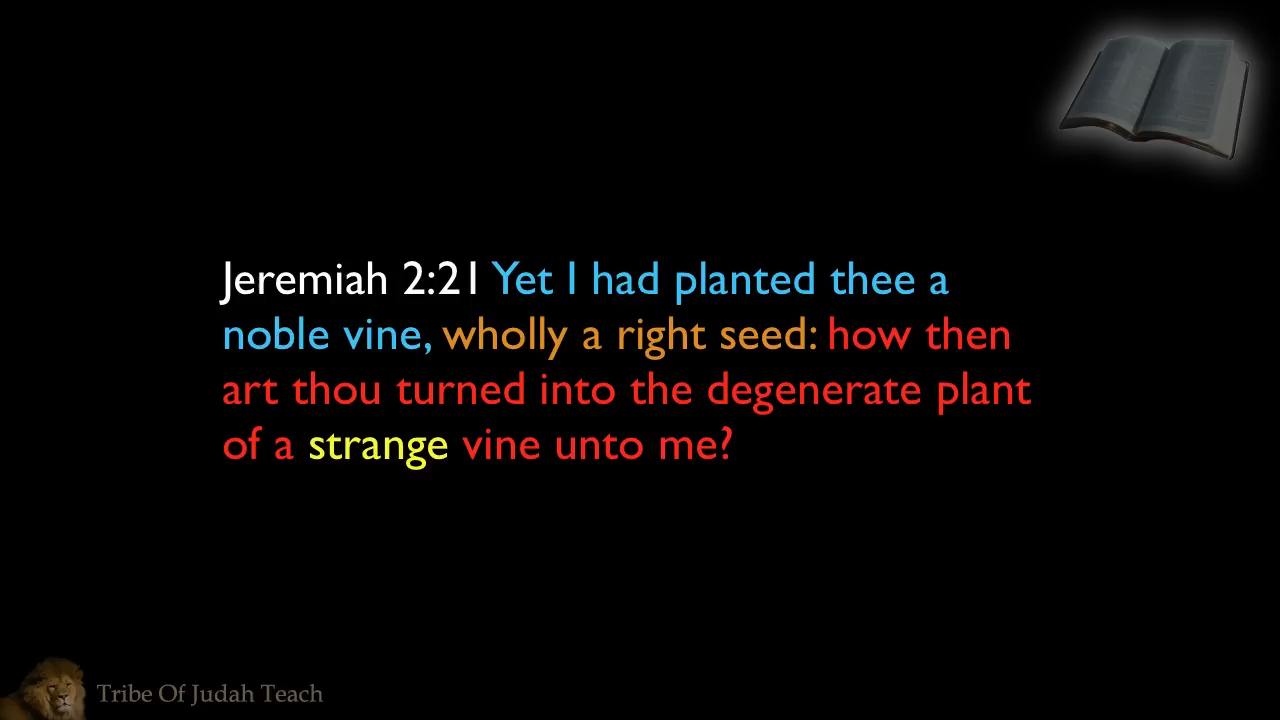 Jeremiah 2:21 Yet I had planted thee a
noble vine, wholly a right seed: how then
art thou turned into the degenerate plant
of a strange vine unto me?
Tribe Of Judah Teach